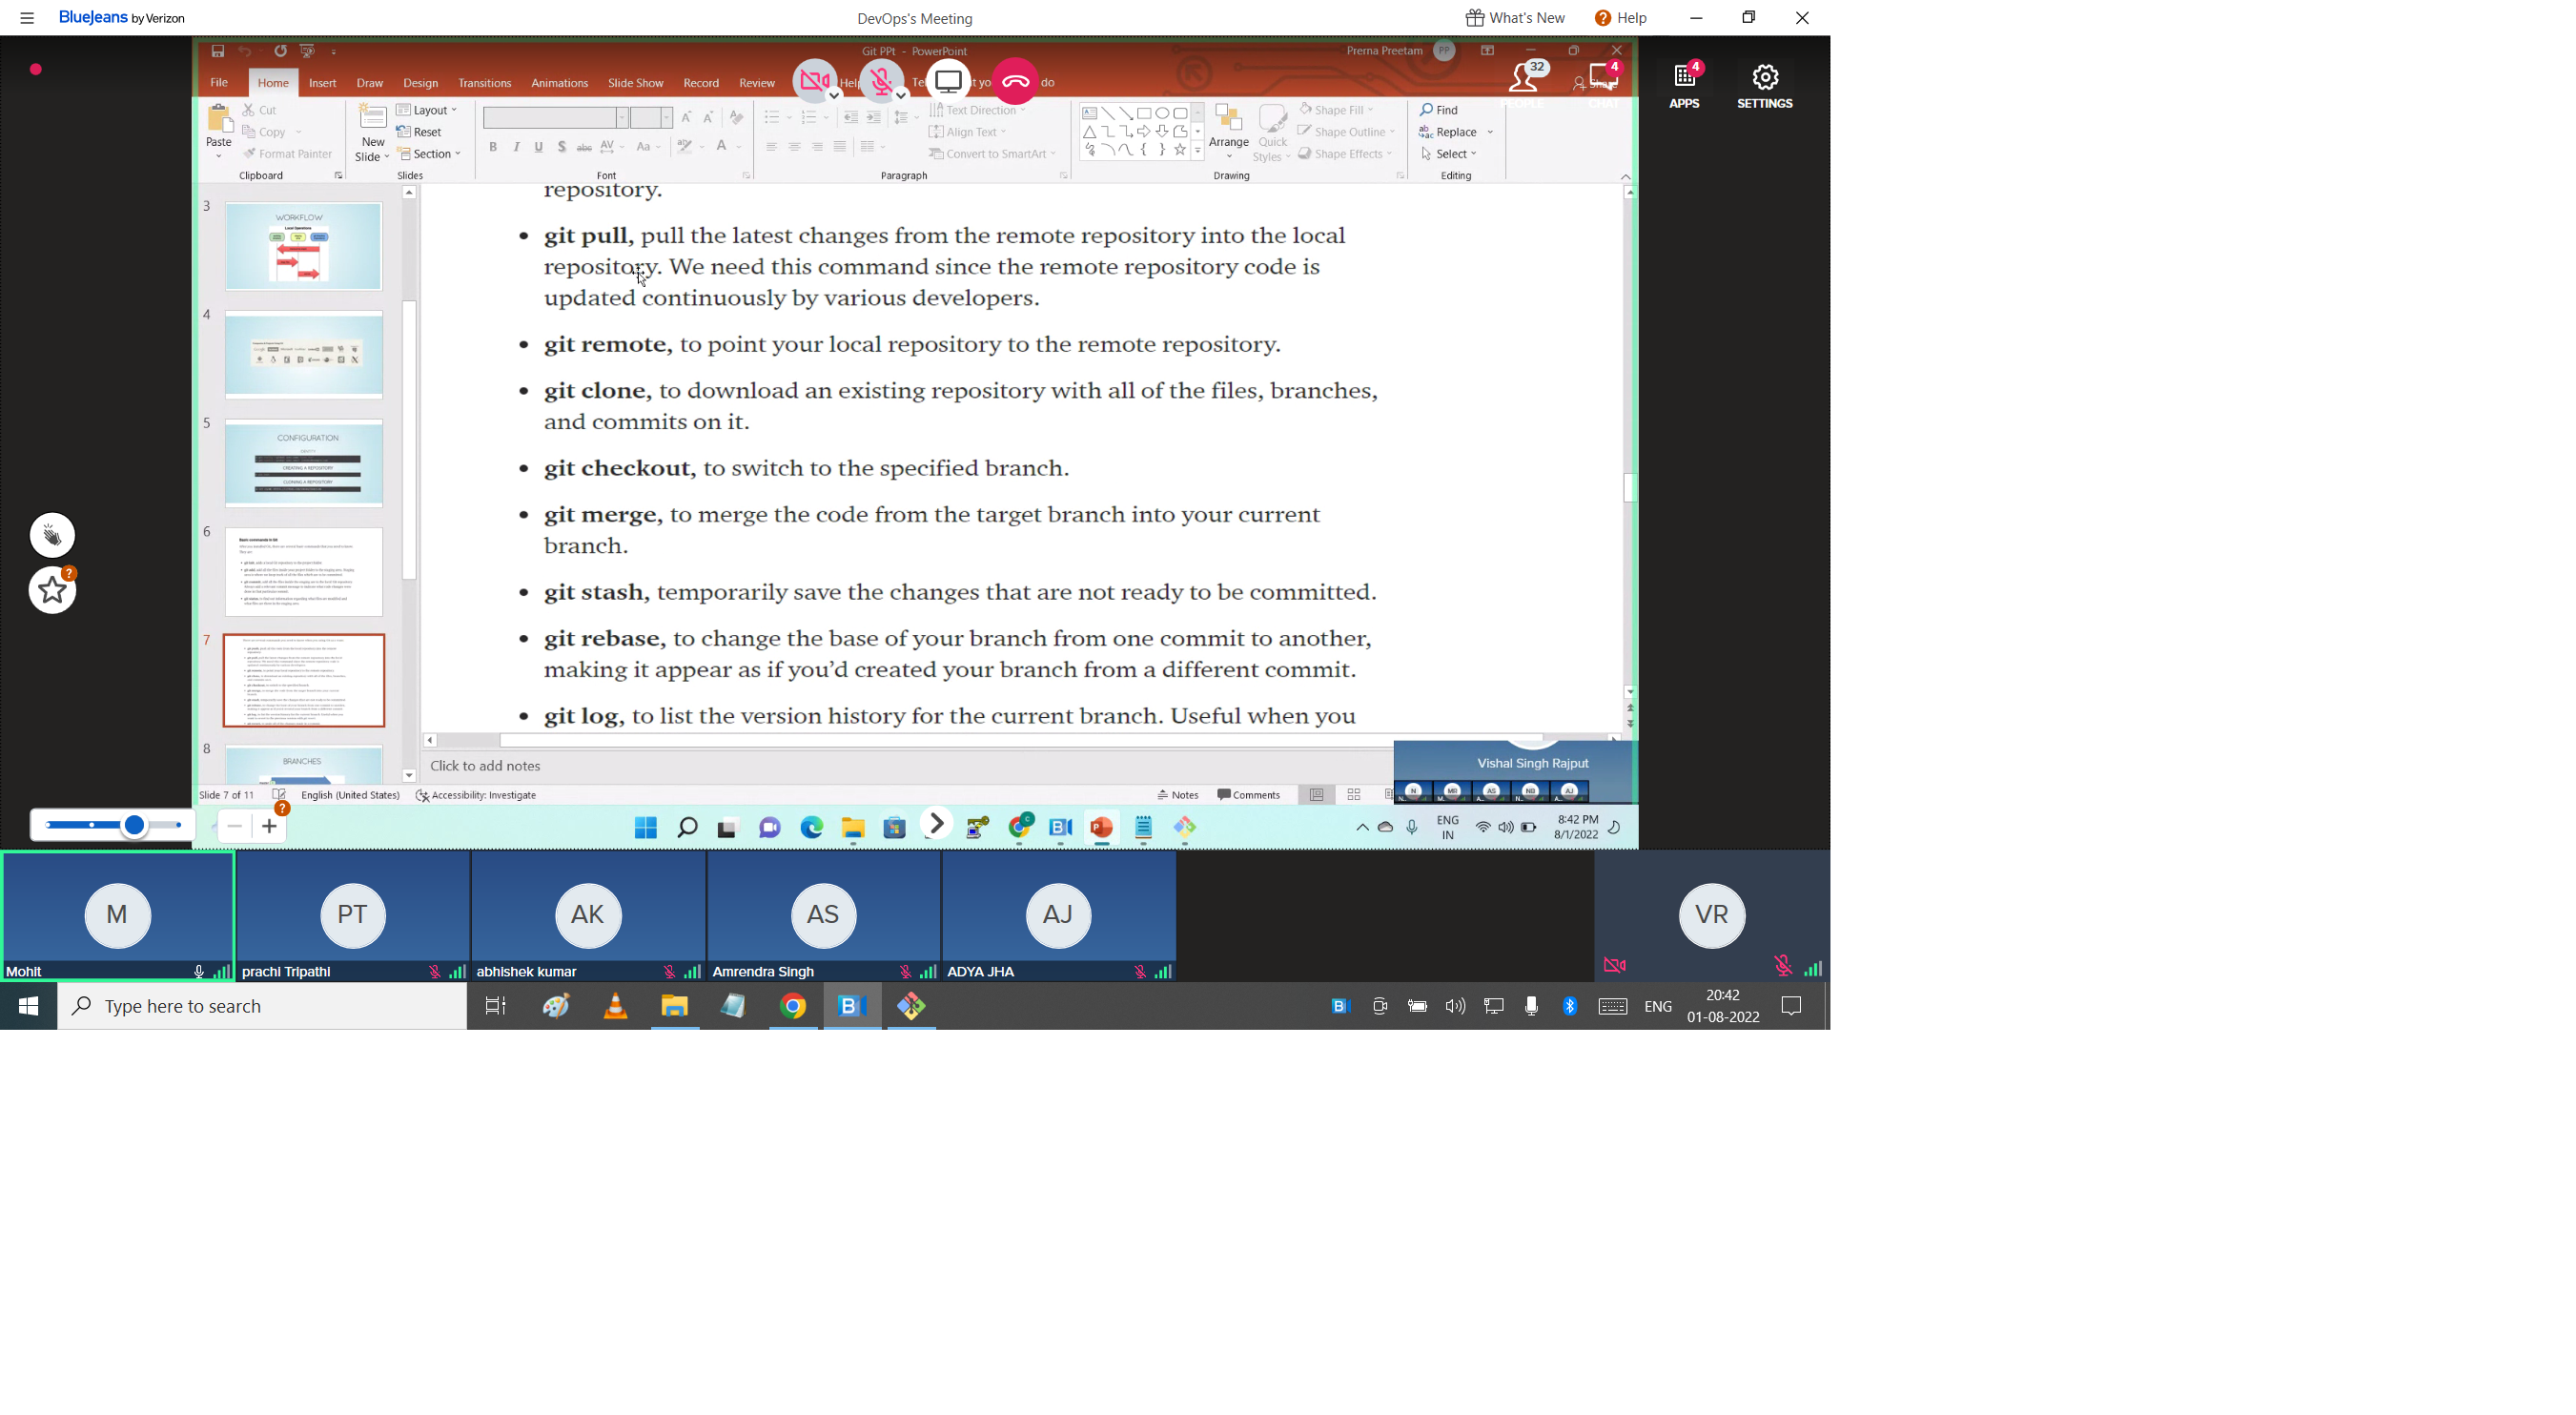 BlueJeans by Verizon
DevOps's Meeting
What's New
Help
Git PPt - PowerPoint
Prerna Preetam
PP
File
Home
Insert
Draw
Design
Transitions
Animations
Slide Show
Record
Review
Help
do
32
4
4
APPS
SETTINGS
Cut
Copy
Format Painter
Paste
Clipboard
New
Slide
Layout
Reset
Section
Slides
Font
Text Direction
Align Text
Convert to SmartArt
Paragraph
Arrange
Quick
Styles
Shape Fill
Shape Outline
Shape Effects
Drawing
Find
Replace
Select
Editing
3
WORKFLOW
4
5
CONFIGURATION
CREATING A REPOSITORY
CLONING A REPOSITORY
6
7
8
BRANCHES
repository.
• git pull, pull the latest changes from the remote repository into the local
repository. We need this command since the remote repository code is
updated continuously by various developers.
• git remote, to point your local repository to the remote repository.
• git clone, to download an existing repository with all of the files, branches,
and commits on it.
• git checkout, to switch to the specified branch.
• git merge, to merge the code from the target branch into your current
branch.
• git stash, temporarily save the changes that are not ready to be committed.
• git rebase, to change the base of your branch from one commit to another,
making it appear as if you’d created your branch from a different commit.
• git log, to list the version history for the current branch. Useful when you
Click to add notes
Vishal Singh Rajput
N
MR
AS
NB
AJ
Slide 7 of 11
English (United States)
Accessibility: Investigate
Notes
Comments
ENG
IN
8:42 PM
8/1/2022
M
Mohit
PT
prachi Tripathi
AK
abhishek kumar
AS
Amrendra Singh
AJ
ADYA JHA
VR
Type here to search
ENG
20:42
01-08-2022